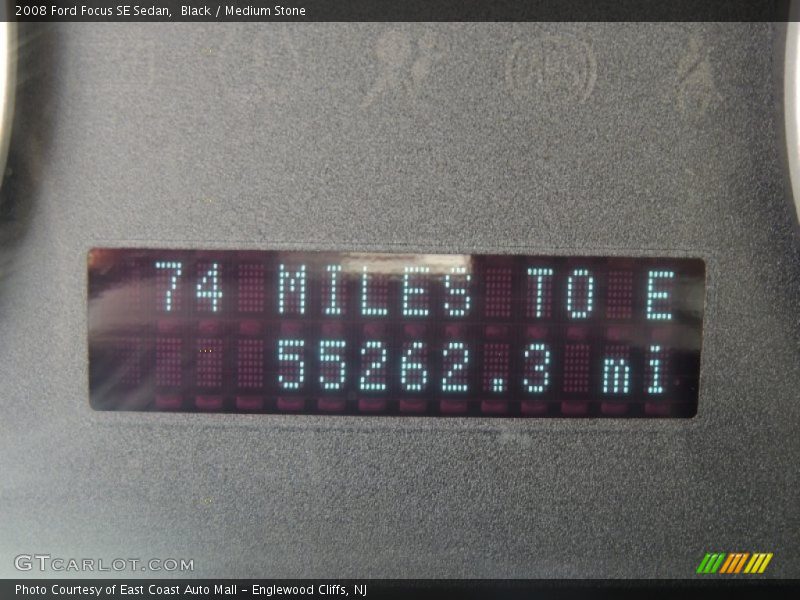 2008 Ford Focus SE Sedan,  Black / Medium Stone
ABS
74 MILES TO E
55262.3 mi
GTCARLOT.COM
Photo Courtesy of East Coast Auto Mall - Englewood Cliffs, NJ